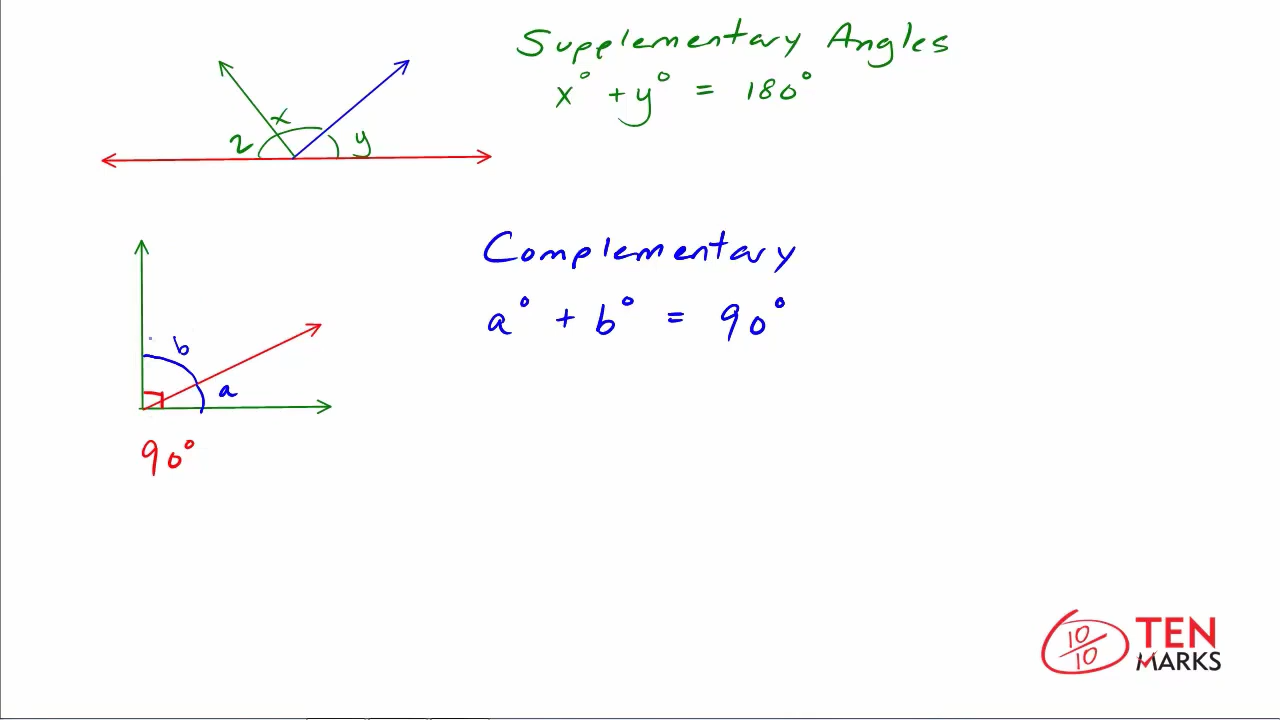 Supplementary Angles
x° + y° = 180°
x
z
y
Complementary
a° + b° = 90°
b
a
90°
10/10
TEN
MARKS